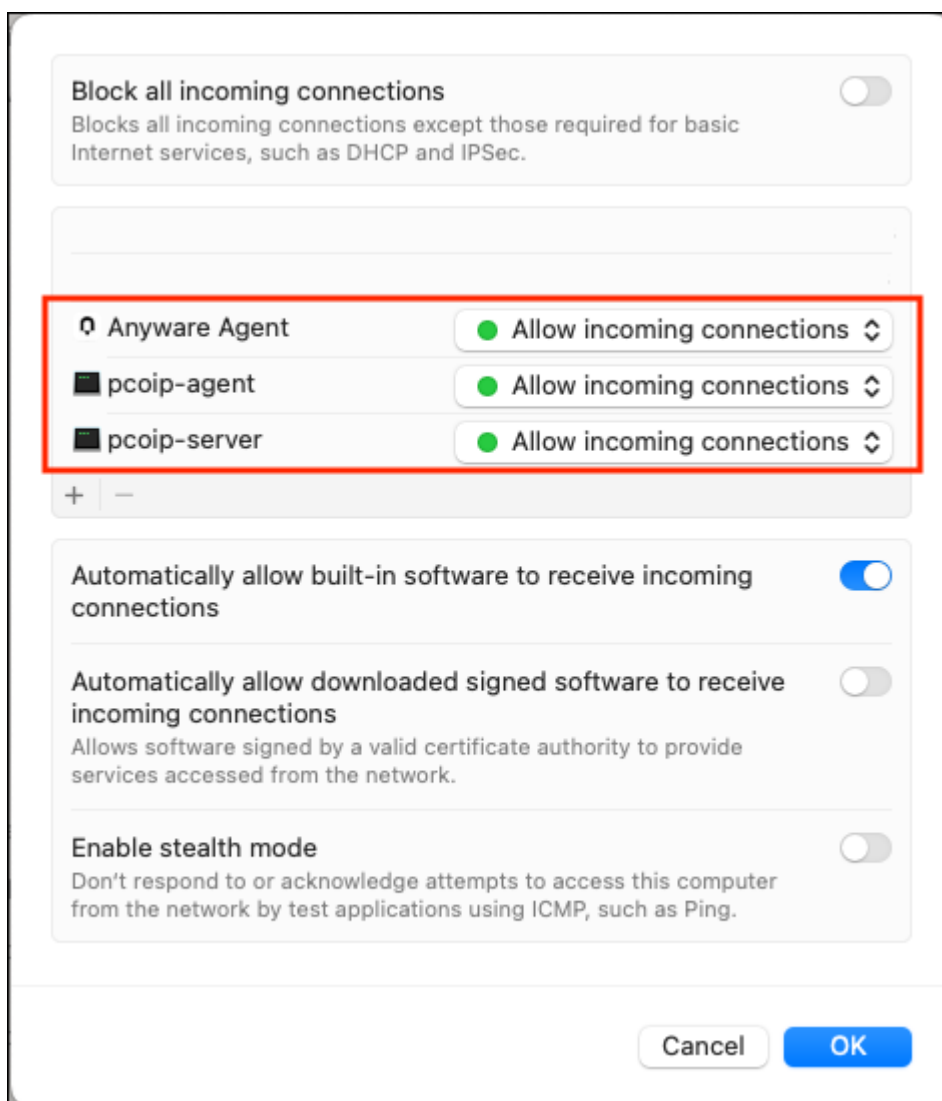 Block all incoming connections
Blocks all incoming connections except those required for basic
Internet services, such as DHCP and IPSec.
Anyware Agent
Allow incoming connections
pcoip-agent
Allow incoming connections
pcoip-server
Allow incoming connections
+ −
Automatically allow built-in software to receive incoming
connections
Automatically allow downloaded signed software to receive
incoming connections
Allows software signed by a valid certificate authority to provide
services accessed from the network.
Enable stealth mode
Don’t respond to or acknowledge attempts to access this computer
from the network by test applications using ICMP, such as Ping.
Cancel
OK